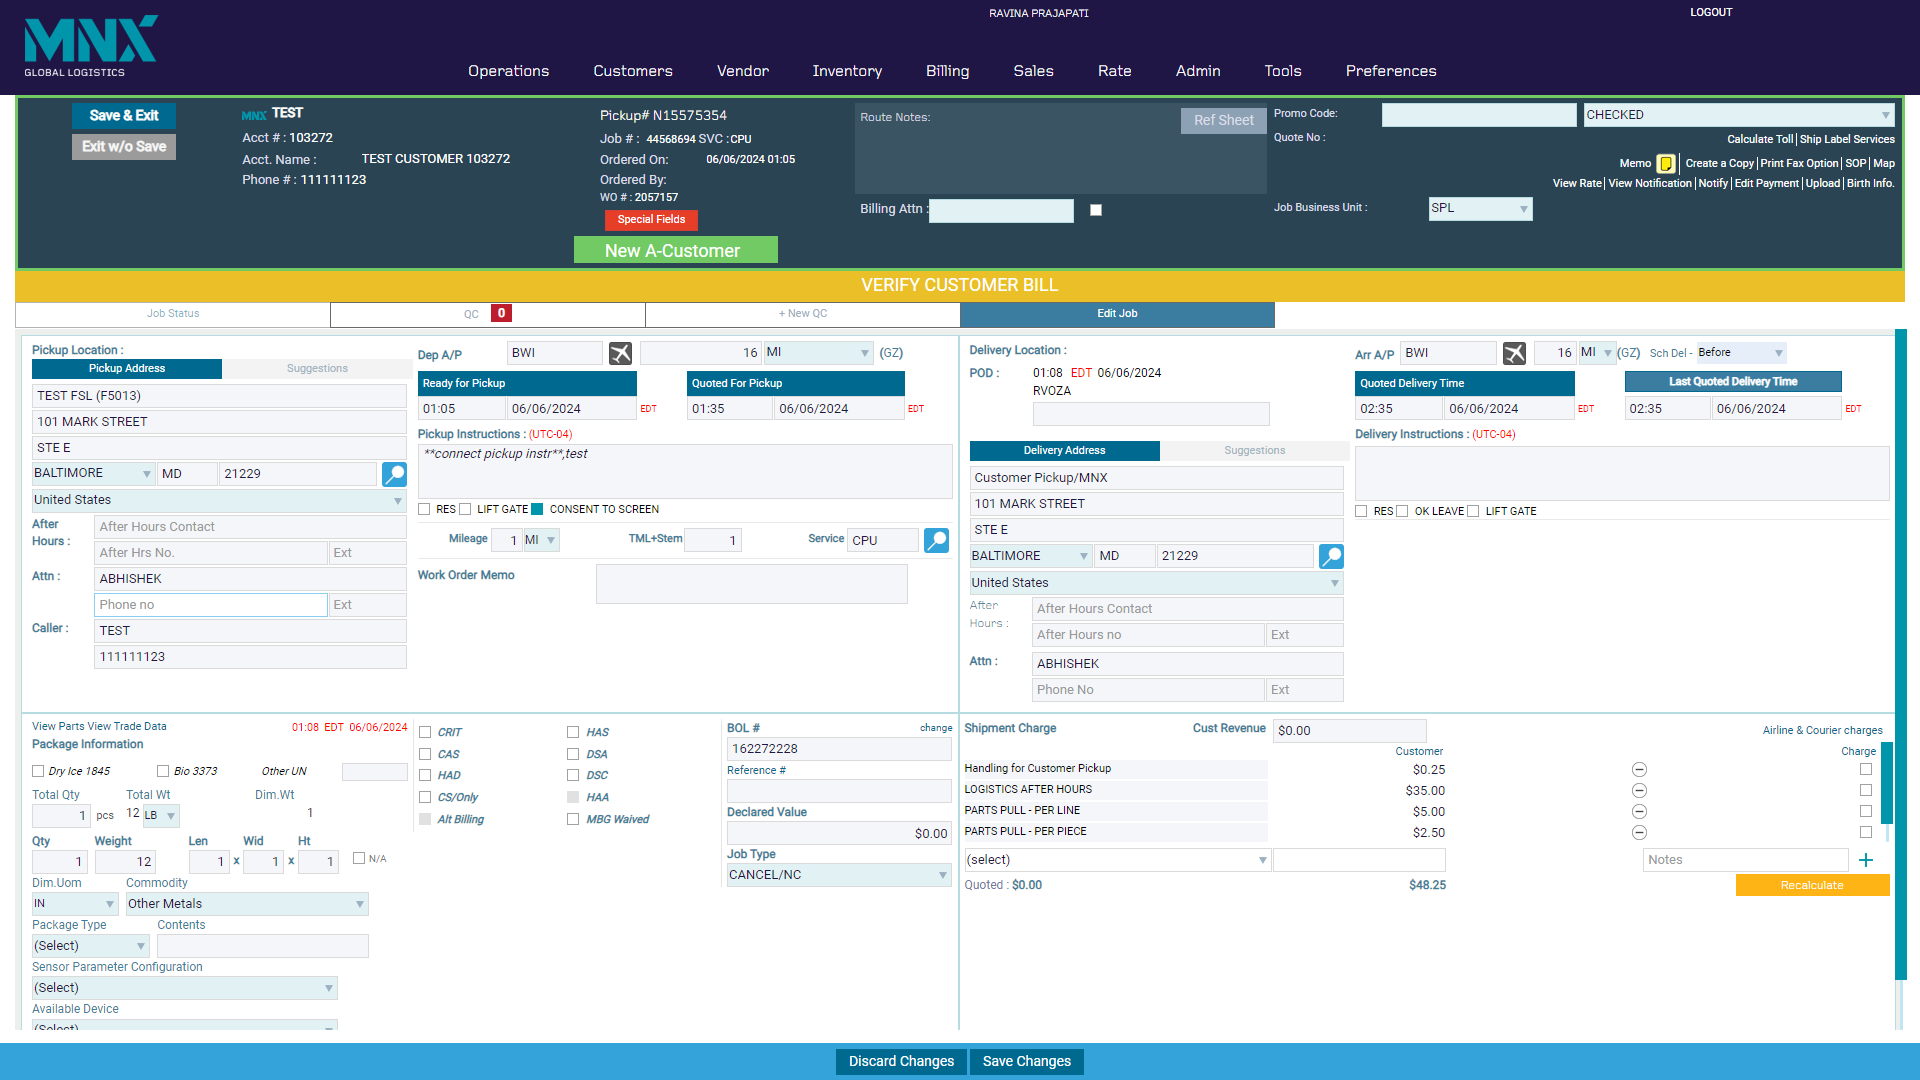 RAVINA PRAJAPATI
LOGOUT
MNX
GLOBAL LOGISTICS
Operations Customers Vendor Inventory Billing Sales Rate Admin Tools Preferences
Save & Exit
Exit w/o Save
MNX TEST
Acct # : 103272
Acct. Name : TEST CUSTOMER 103272
Phone # : 111111123
Pickup# N15575354
Job # : 44568694 SVC : CPU
Ordered On: 06/06/2024 01:05
Ordered By:
WO # : 2057157
Special Fields
New A-Customer
Route Notes:
Ref Sheet
Billing Attn :
Promo Code:
CHECKED
Quote No :
Calculate Toll | Ship Label Services
Memo | Create a Copy | Print Fax Option | SOP | Map
View Rate | View Notification | Notify | Edit Payment | Upload | Birth Info.
Job Business Unit : SPL
VERIFY CUSTOMER BILL
Job Status
QC 0
+ New QC
Edit Job
Pickup Location :
Pickup Address
Suggestions
TEST FSL (F5013)
101 MARK STREET
STE E
BALTIMORE MD 21229
United States
After Hours :
After Hours Contact
After Hrs No. Ext
Attn : ABHISHEK
Phone no Ext
Caller : TEST
111111123
Dep A/P BWI 16 MI (GZ)
Ready for Pickup
01:05 06/06/2024 EDT
Quoted For Pickup
01:35 06/06/2024 EDT
Pickup Instructions : (UTC-04)
**connect pickup instr**,test
RES LIFT GATE CONSENT TO SCREEN
Mileage 1 MI TML+Stem 1 Service CPU
Work Order Memo
Delivery Location :
POD : 01:08 EDT 06/06/2024
RVOZA
Delivery Address
Suggestions
Customer Pickup/MNX
101 MARK STREET
STE E
BALTIMORE MD 21229
United States
After Hours :
After Hours Contact
After Hours no Ext
Attn : ABHISHEK
Phone No Ext
Arr A/P BWI 16 MI (GZ) Sch Del - Before
Quoted Delivery Time
02:35 06/06/2024 EDT
Last Quoted Delivery Time
02:35 06/06/2024 EDT
Delivery Instructions : (UTC-04)
RES OK LEAVE LIFT GATE
View Parts View Trade Data 01:08 EDT 06/06/2024
Package Information
Dry Ice 1845 Bio 3373 Other UN
Total Qty Total Wt Dim.Wt
1 pcs 12 LB 1
Qty Weight Len Wid Ht
1 12 1 x 1 x 1 N/A
Dim.Uom Commodity
IN Other Metals
Package Type Contents
(Select)
Sensor Parameter Configuration
(Select)
Available Device
(Select)
CRIT HAS
CAS DSA
HAD DSC
CS/Only HAA
Alt Billing MBG Waived
BOL # change
162272228
Reference #
Declared Value
$0.00
Job Type
CANCEL/NC
Shipment Charge Cust Revenue $0.00
Airline & Courier charges
Customer Charge
Handling for Customer Pickup $0.25
LOGISTICS AFTER HOURS $35.00
PARTS PULL - PER LINE $5.00
PARTS PULL - PER PIECE $2.50
(select) Notes +
Quoted : $0.00 $48.25
Recalculate
Discard Changes Save Changes